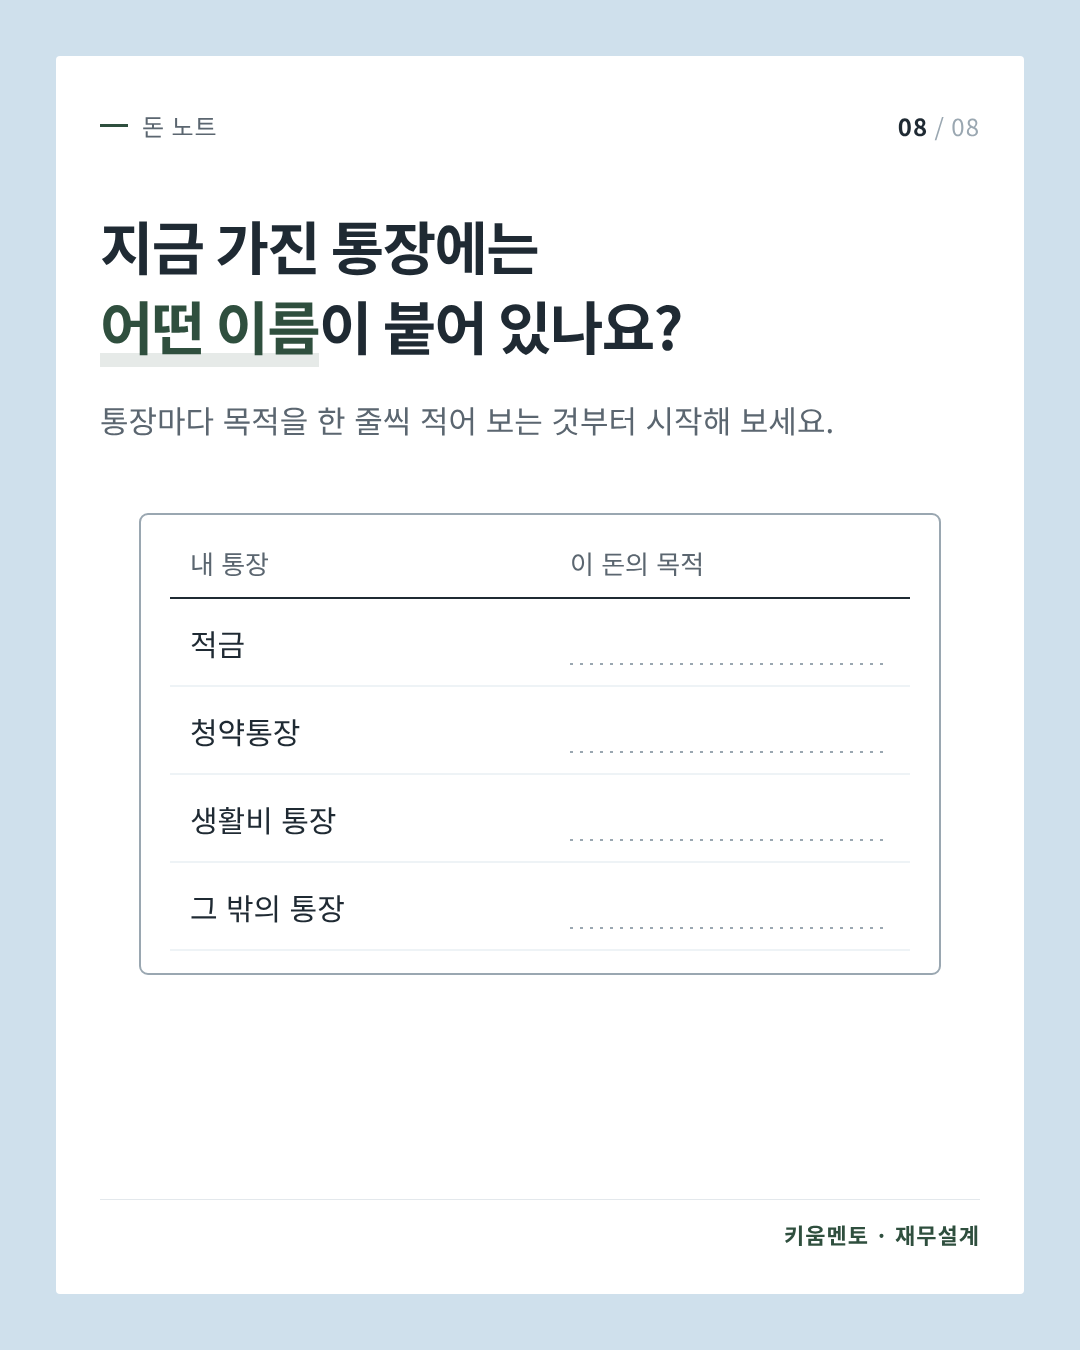 돈 노트
08 / 08
지금 가진 통장에는
어떤 이름이 붙어 있나요?
통장마다 목적을 한 줄씩 적어 보는 것부터 시작해 보세요.
내 통장 이 돈의 목적
적금
청약통장
생활비 통장
그 밖의 통장
키움멘토 · 재무설계